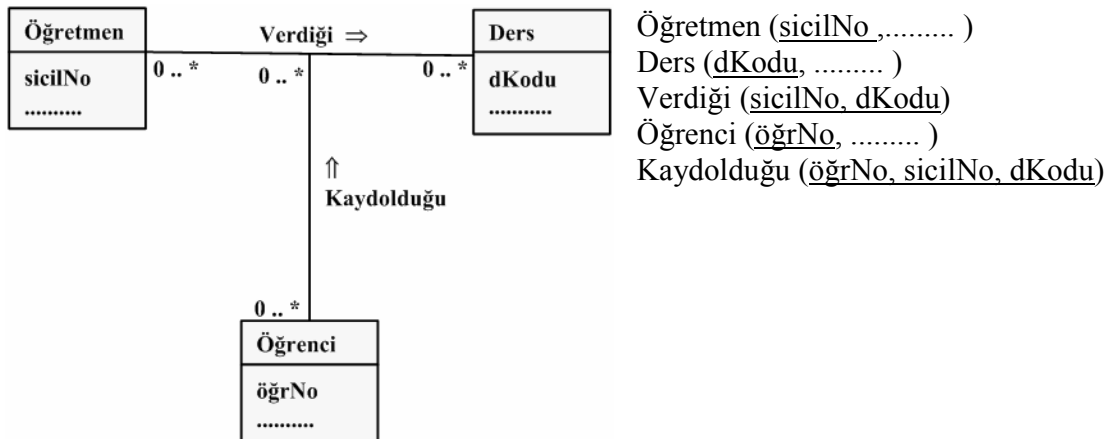 Öğretmen
sicilNo
..........
Verdiği ⇒
0 .. *
0 .. *
0 .. *
Ders
dKodu
...........
⇑
Kaydolduğu
0 .. *
Öğrenci
öğrNo
..........
Öğretmen (sicilNo ,......... )
Ders (dKodu, ......... )
Verdiği (sicilNo, dKodu)
Öğrenci (öğrNo, ......... )
Kaydolduğu (öğrNo, sicilNo, dKodu)